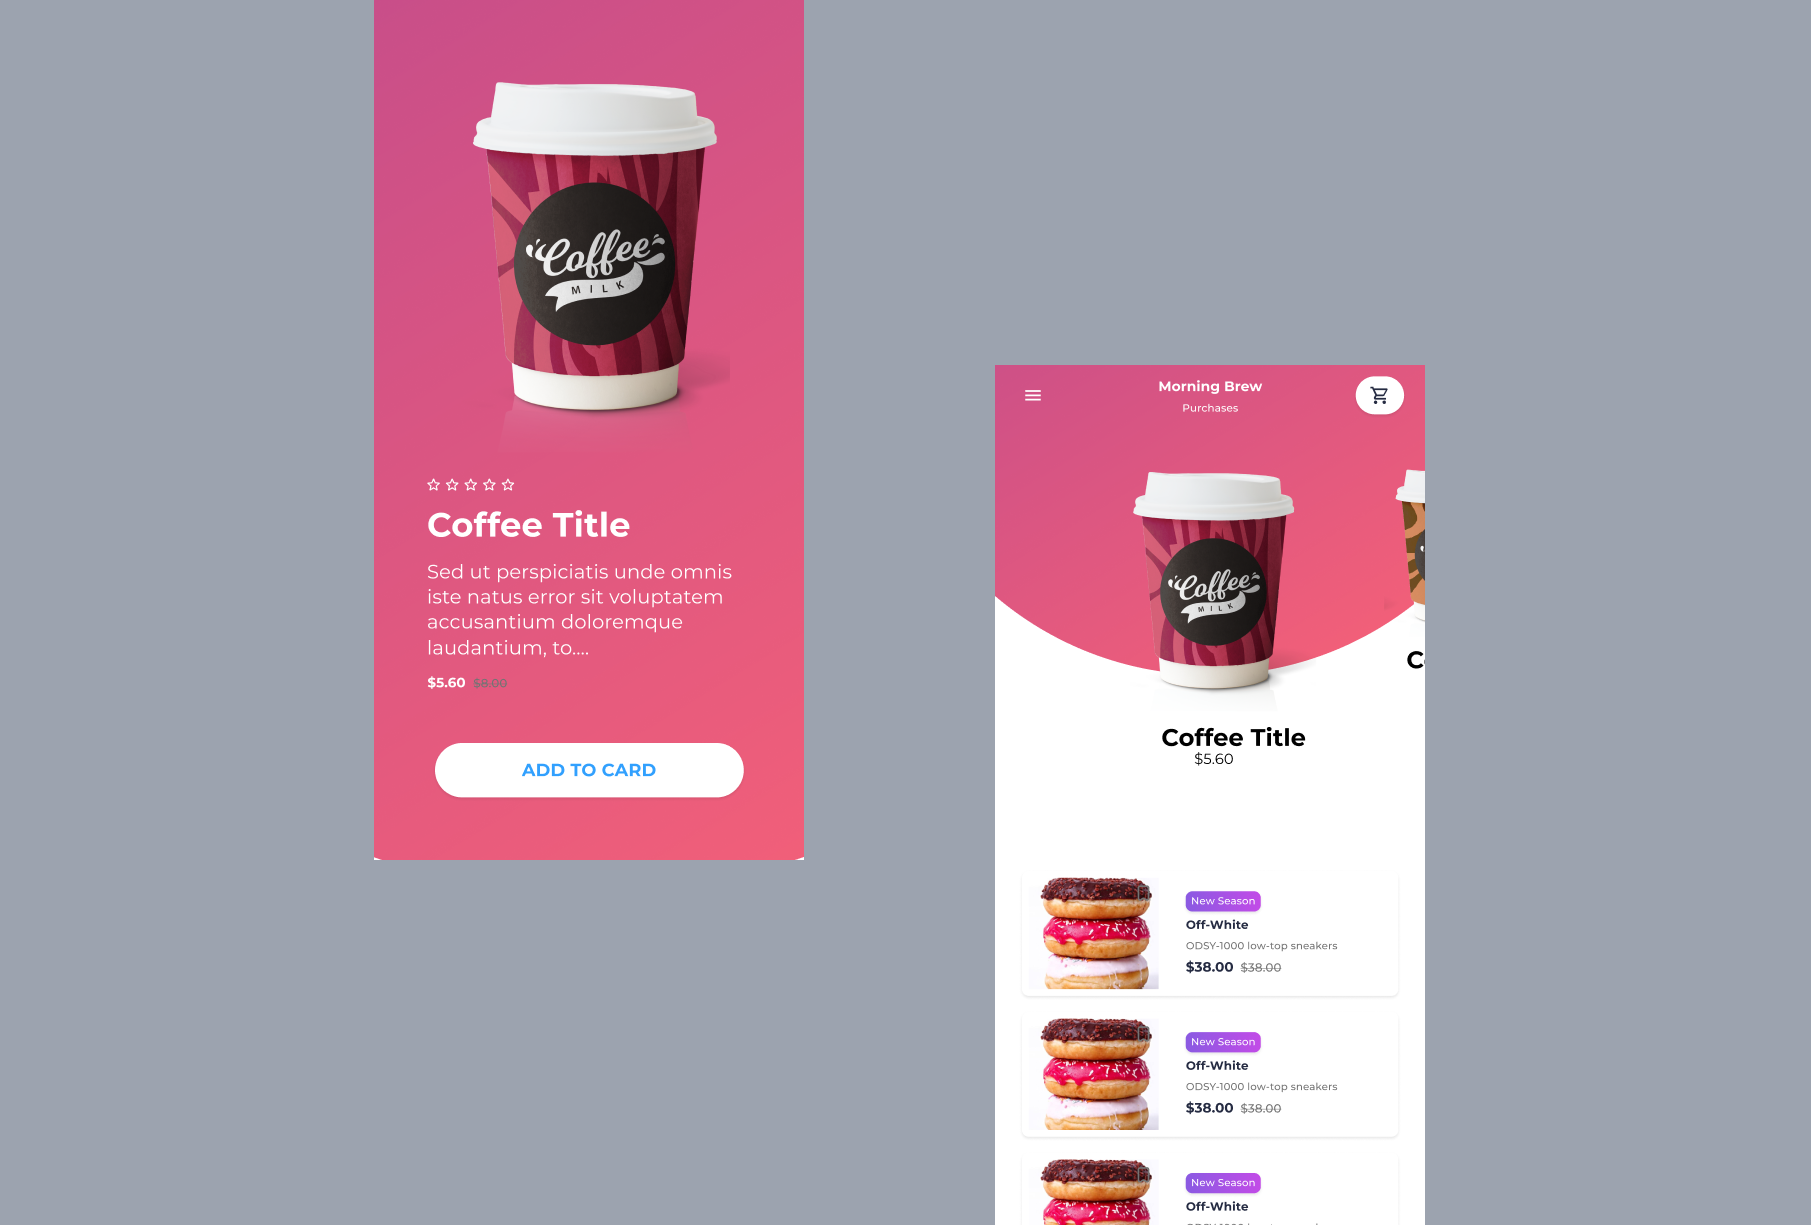 Coffee
MILK
Coffee Title
Sed ut perspiciatis unde omnis
iste natus error sit voluptatem
accusantium doloremque
laudantium, to....
$5.60 $8.00
ADD TO CARD
Morning Brew
Purchases
Coffee
MILK
Coffee Title
$5.60
New Season
Off-White
ODSY-1000 low-top sneakers
$38.00 $38.00
New Season
Off-White
ODSY-1000 low-top sneakers
$38.00 $38.00
New Season
Off-White